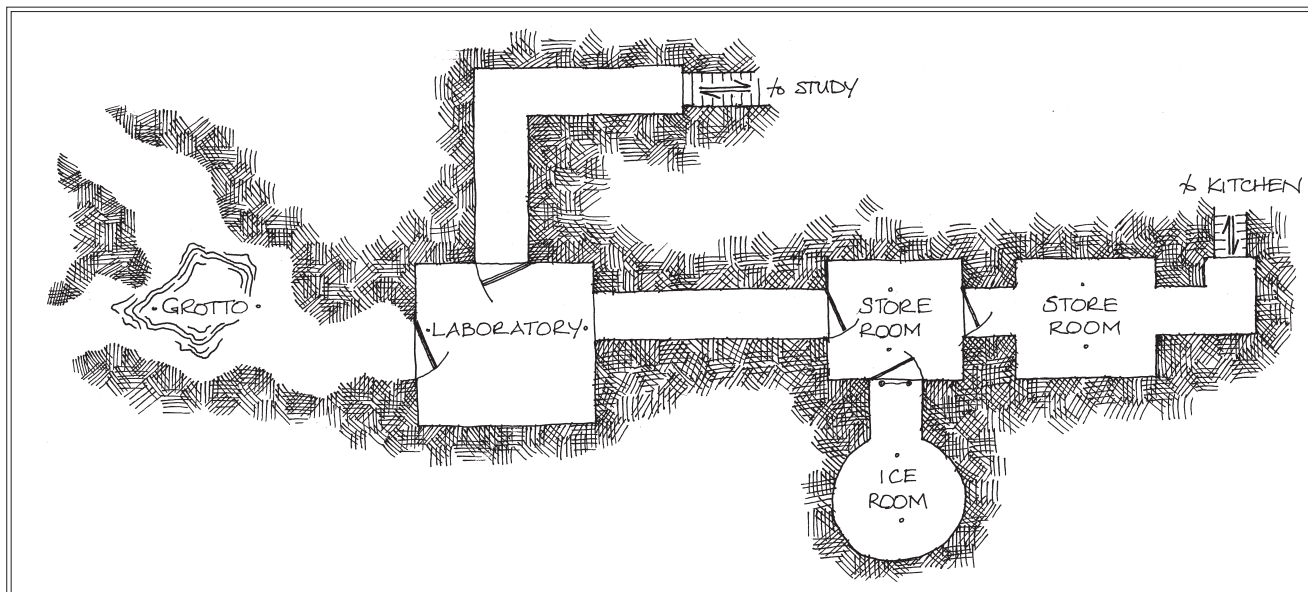 to STUDY
to KITCHEN
GROTTO
LABORATORY
STORE
ROOM
STORE
ROOM
ICE
ROOM